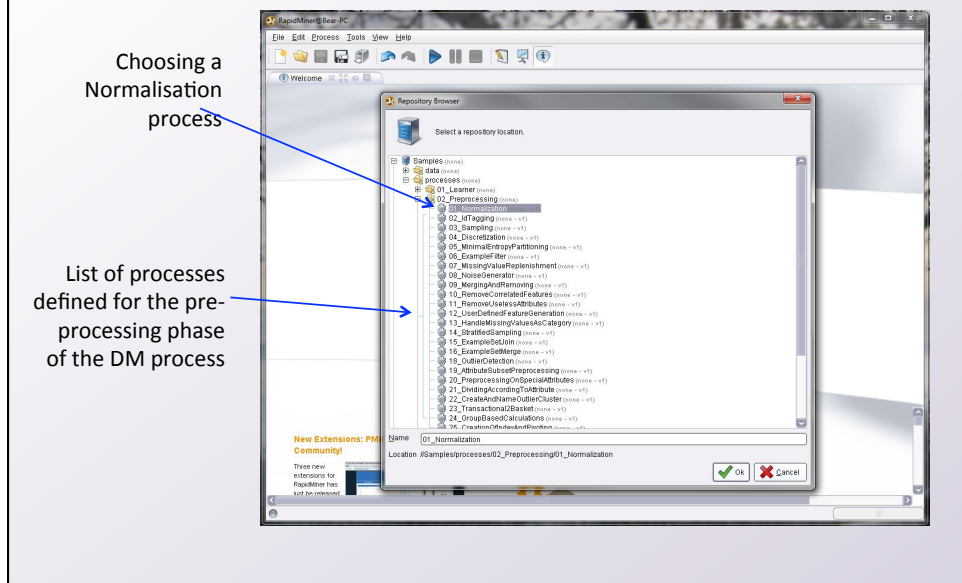 RapidMiner@Bear-PC
File Edit Process Tools View Help
Welcome
Choosing a
Normalisation
process
List of processes
defined for the pre-
processing phase
of the DM process
Repository Browser
Select a repository location.
Samples (none)
data (none)
processes (none)
01_Learner (none)
02_Preprocessing (none)
01_Normalization
02_IdTagging (none - v1)
03_Sampling (none - v1)
04_Discretization (none - v1)
05_MinimalEntropyPartitioning (none - v1)
06_ExampleFilter (none - v1)
07_MissingValueReplenishment (none - v1)
08_NoiseGenerator (none - v1)
09_MergingAndRemoving (none - v1)
10_RemoveCorrelatedFeatures (none - v1)
11_RemoveUselessAttributes (none - v1)
12_UserDefinedFeatureGeneration (none - v1)
13_HandleMissingValuesAsCategory (none - v1)
14_StratifiedSampling (none - v1)
15_ExampleSetJoin (none - v1)
16_ExampleSetMerge (none - v1)
18_OutlierDetection (none - v1)
19_AttributeSubsetPreprocessing (none - v1)
20_PreprocessingOnSpecialAttributes (none - v1)
21_DividingAccordingToAttribute (none - v1)
22_CreateAndNameOutlierCluster (none - v1)
23_Transactional2Basket (none - v1)
24_GroupBasedCalculations (none - v1)
25_CreationOfIndexAndPivoting (none - v1)
Name 01_Normalization
Location //Samples/processes/02_Preprocessing/01_Normalization
Ok Cancel
New Extensions: PM
Community!
Three new
extensions for
RapidMiner has
just be released